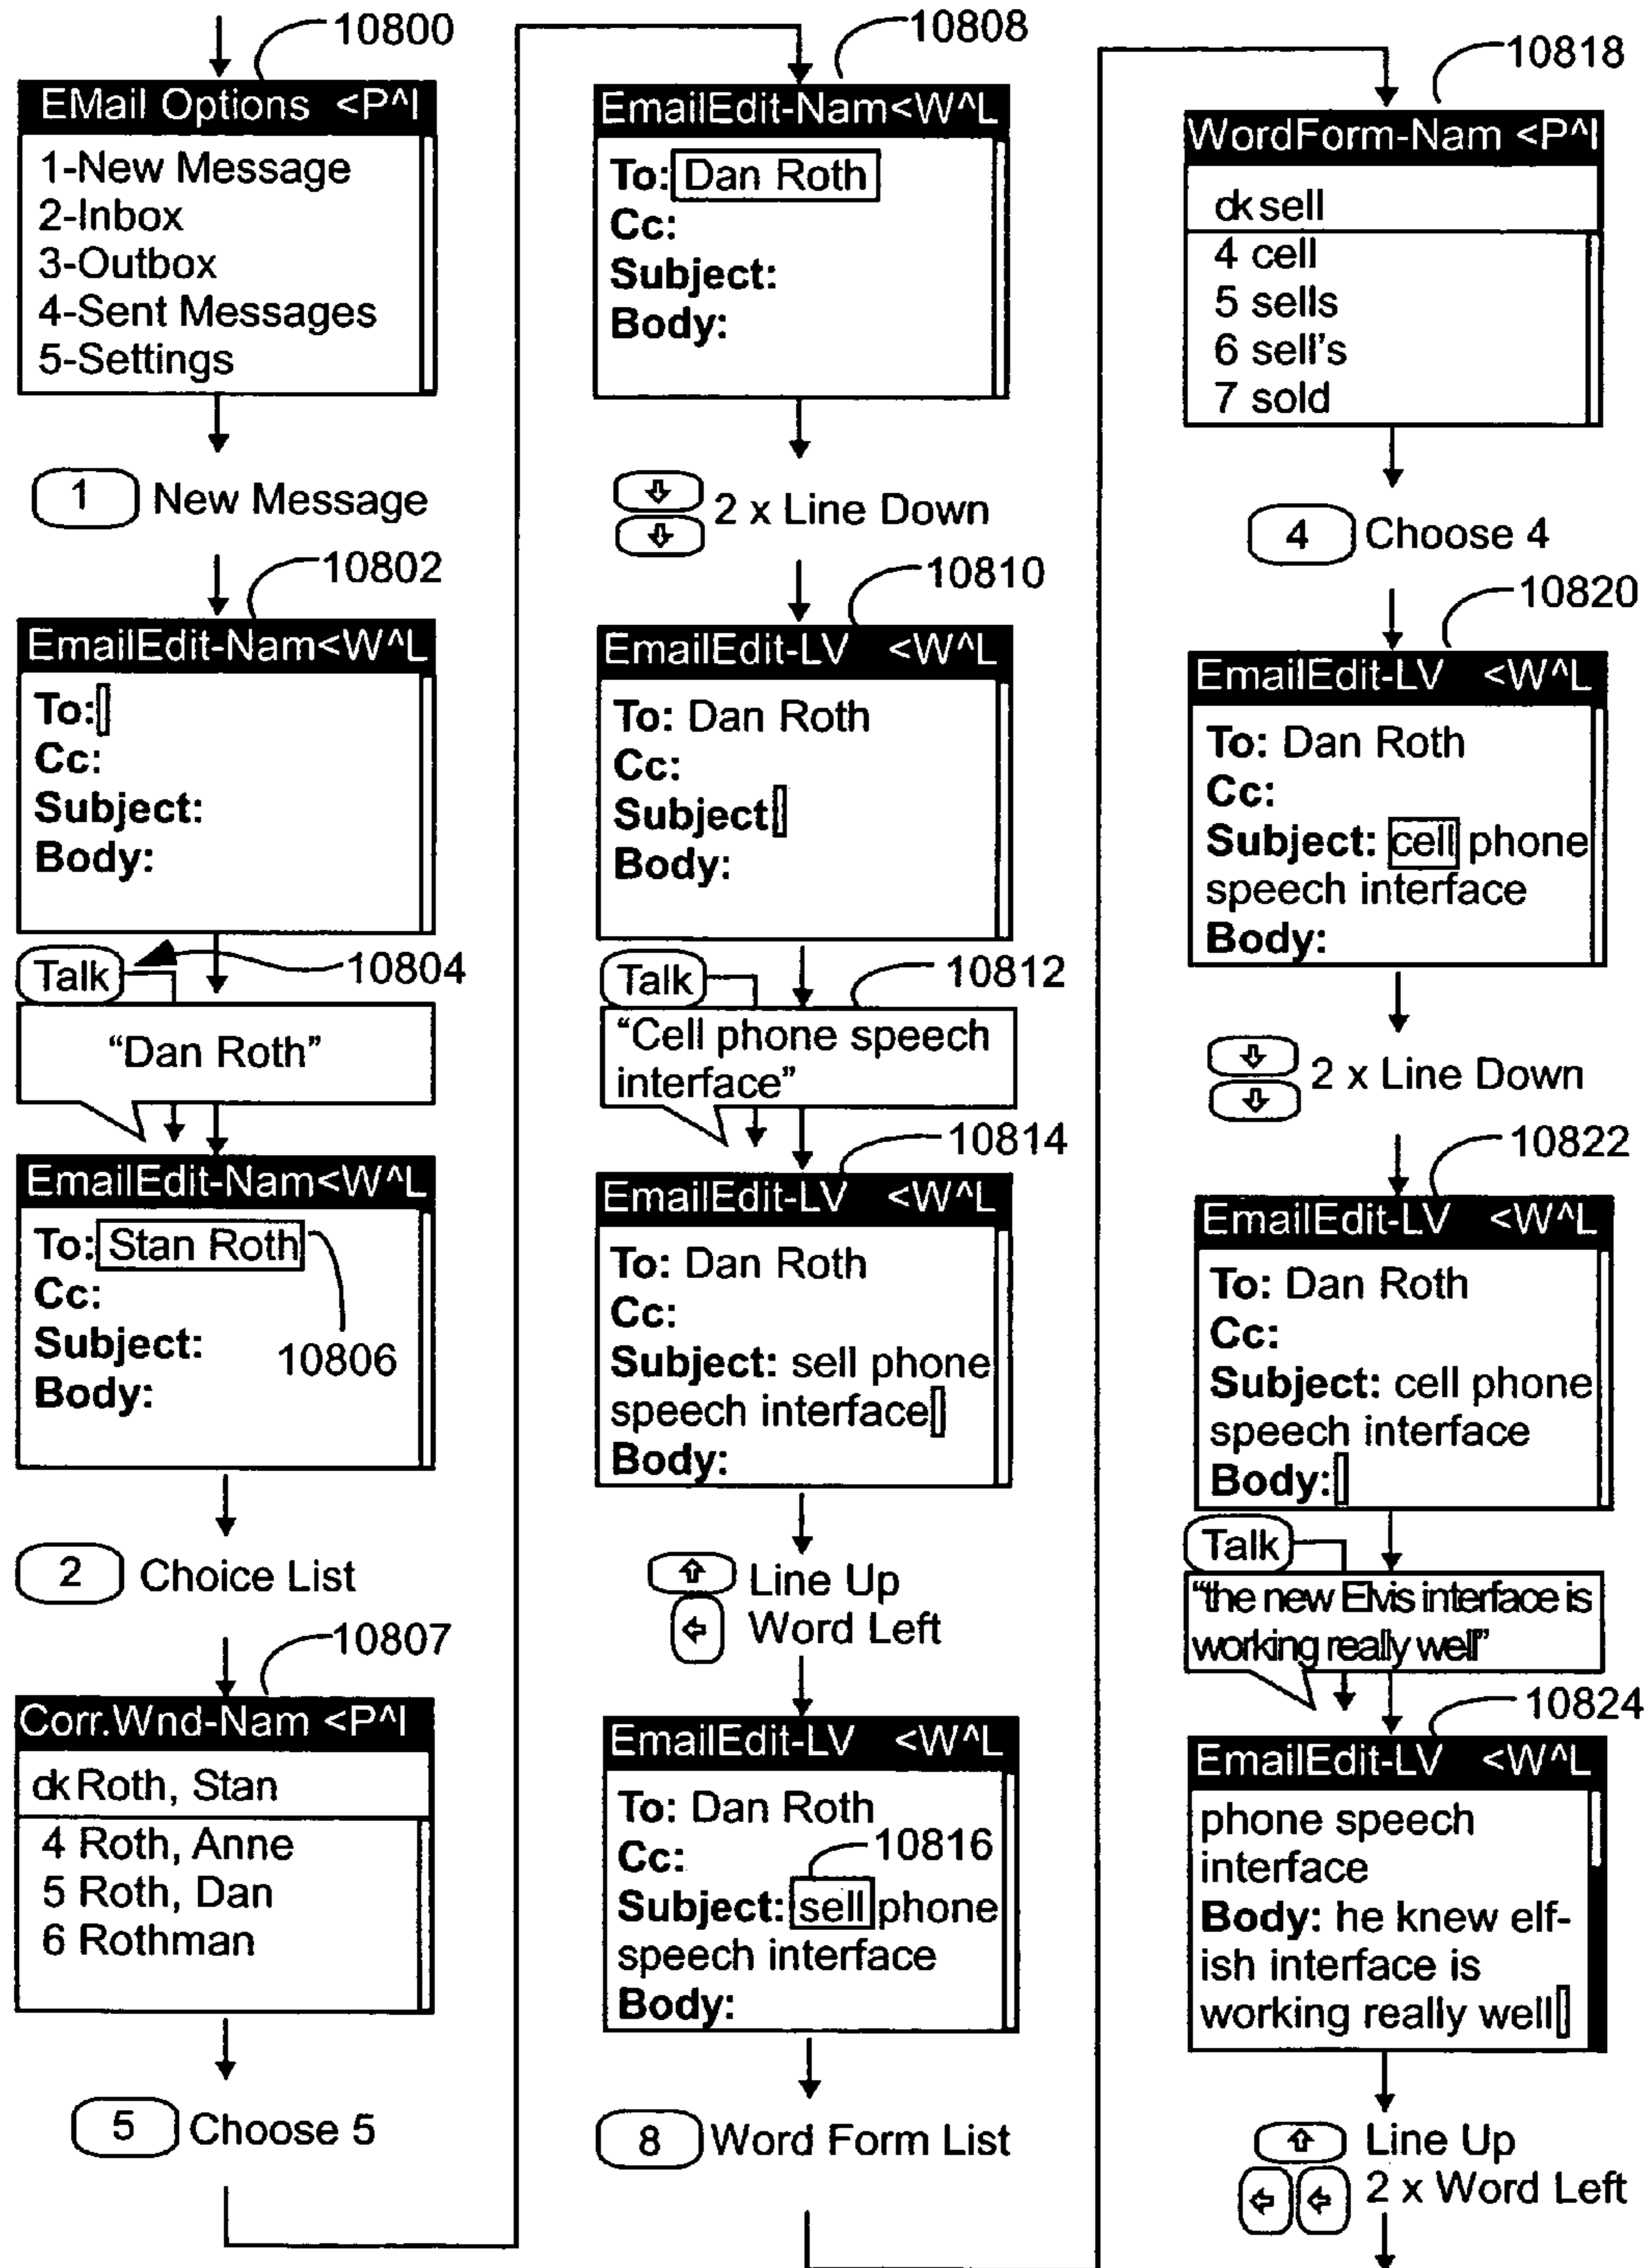 10800
EMail Options <P^I
1-New Message
2-Inbox
3-Outbox
4-Sent Messages
5-Settings
1 New Message
10802
EmailEdit-Nam<W^L
To:
Cc:
Subject:
Body:
Talk
10804
“Dan Roth”
EmailEdit-Nam<W^L
To: Stan Roth
Cc:
Subject:
10806
Body:
2 Choice List
10807
Corr.Wnd-Nam <P^I
dk Roth, Stan
4 Roth, Anne
5 Roth, Dan
6 Rothman
5 Choose 5
10808
EmailEdit-Nam<W^L
To: Dan Roth
Cc:
Subject:
Body:
2 x Line Down
10810
EmailEdit-LV <W^L
To: Dan Roth
Cc:
Subject
Body:
Talk
10812
“Cell phone speech
interface”
10814
EmailEdit-LV <W^L
To: Dan Roth
Cc:
Subject: sell phone
speech interface
Body:
Line Up
Word Left
EmailEdit-LV <W^L
To: Dan Roth
Cc:
10816
Subject: sell phone
speech interface
Body:
8 Word Form List
10818
WordForm-Nam <P^I
dk sell
4 cell
5 sells
6 sell's
7 sold
4 Choose 4
10820
EmailEdit-LV <W^L
To: Dan Roth
Cc:
Subject: cell phone
speech interface
Body:
2 x Line Down
10822
EmailEdit-LV <W^L
To: Dan Roth
Cc:
Subject: cell phone
speech interface
Body:
Talk
“the new Elvis interface is
working really well”
10824
EmailEdit-LV <W^L
phone speech
interface
Body: he knew elf-
ish interface is
working really well
Line Up
2 x Word Left